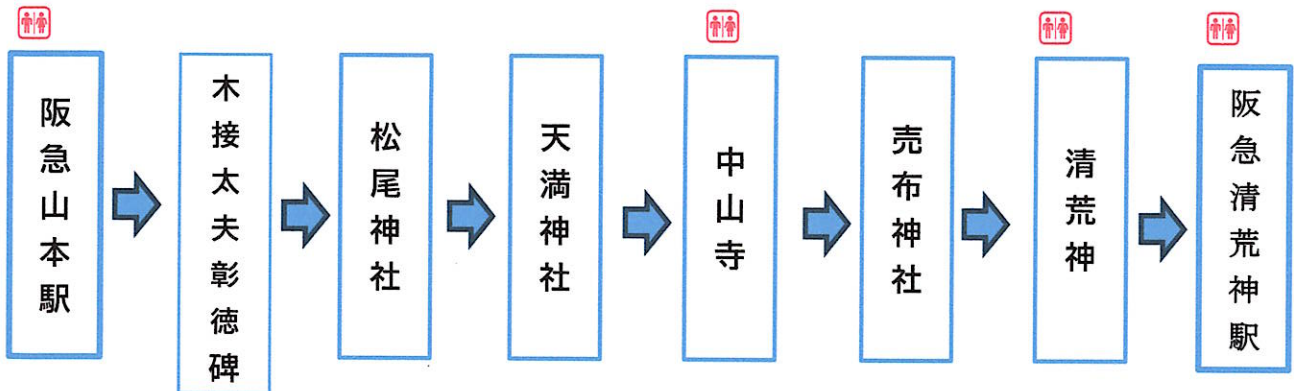 阪急山本駅
木接太夫彰徳碑
松尾神社
天満神社
中山寺
売布神社
清荒神
阪急清荒神駅